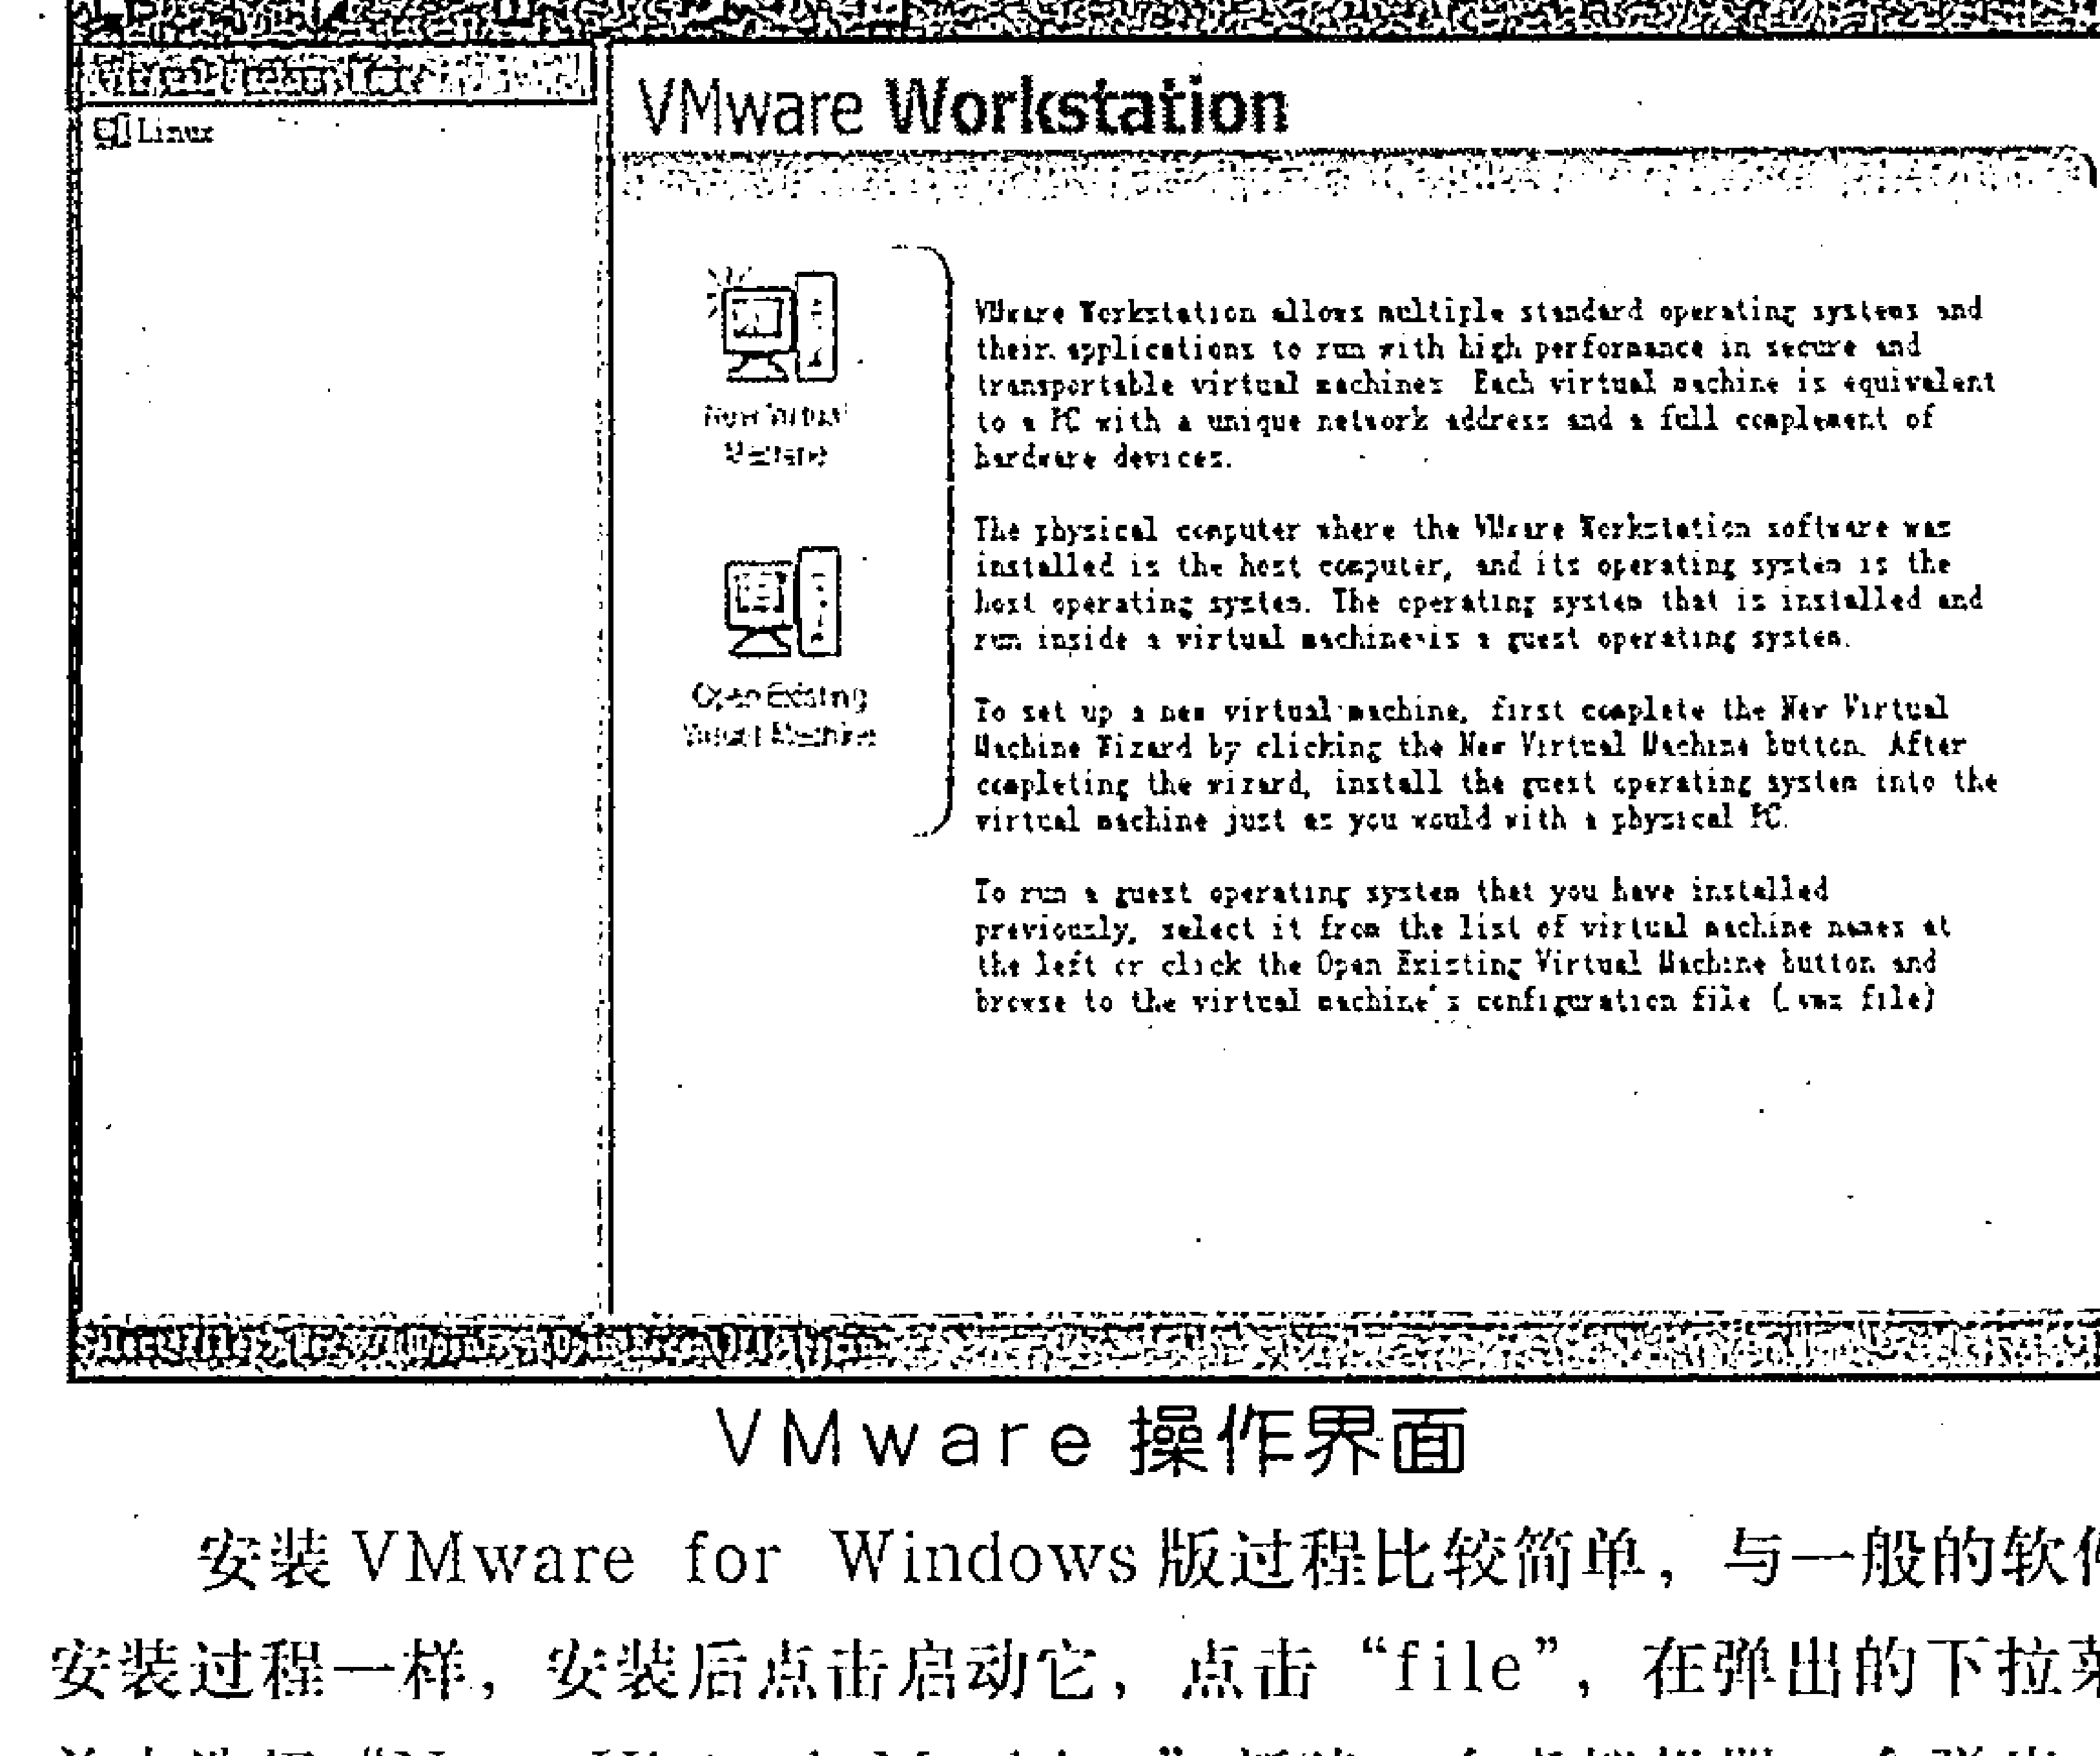 Linux
VMware Workstation
New Virtual
Machine
Open Existing
Virtual Machine
VMware Workstation allows multiple standard operating systems and
their applications to run with high performance in secure and
transportable virtual machines Each virtual machine is equivalent
to a PC with a unique network address and a full complement of
hardware devices.
The physical computer where the VMware Workstation software was
installed is the host computer, and its operating system is the
host operating system. The operating system that is installed and
run inside a virtual machine is a guest operating system.
To set up a new virtual machine, first complete the New Virtual
Machine Wizard by clicking the New Virtual Machine button. After
completing the wizard, install the guest operating system into the
virtual machine just as you would with a physical PC.
To run a guest operating system that you have installed
previously, select it from the list of virtual machine names at
the left or click the Open Existing Virtual Machine button and
browse to the virtual machine's configuration file (.vmx file)
VMware 操作界面
安装 VMware for Windows 版过程比较简单，与一般的软件
安装过程一样，安装后点击启动它，点击“file”，在弹出的下拉菜